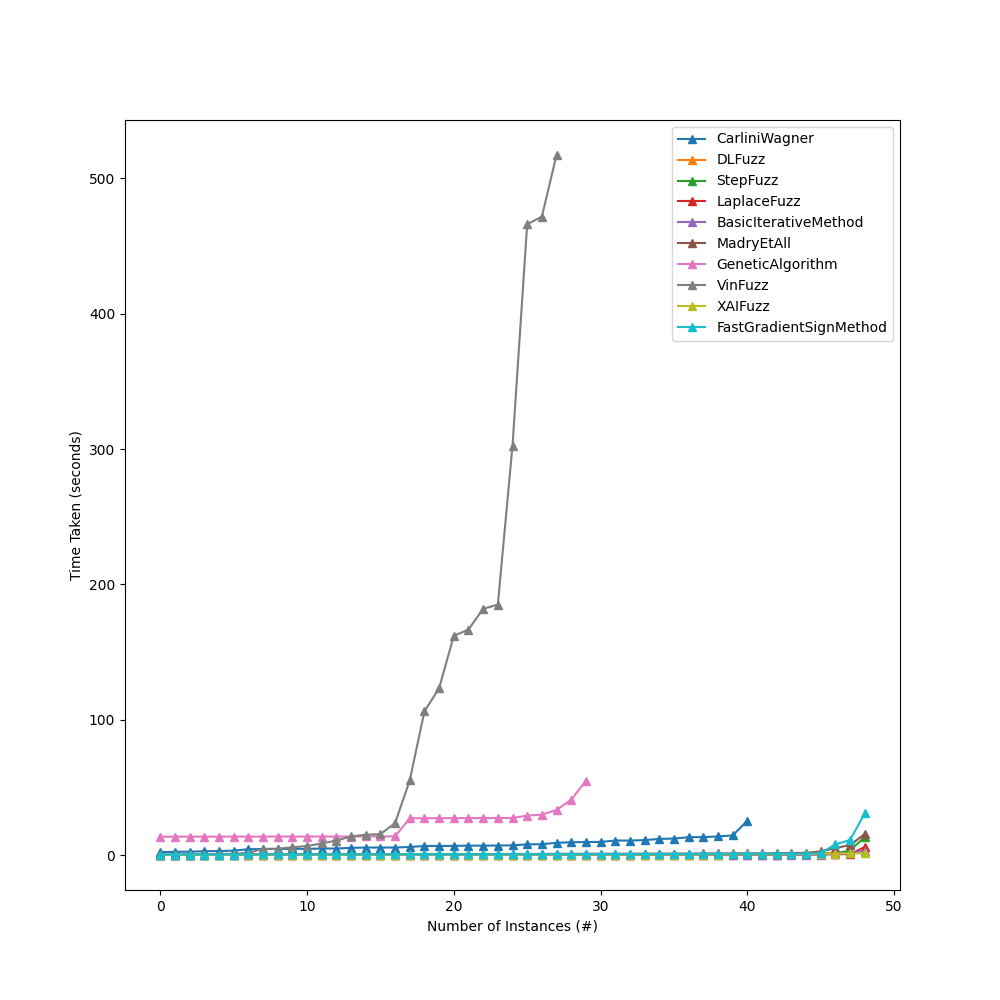 CarliniWagner
DLFuzz
StepFuzz
LaplaceFuzz
BasicIterativeMethod
MadryEtAll
GeneticAlgorithm
VinFuzz
XAIFuzz
FastGradientSignMethod
500
400
300
200
100
0
Time Taken (seconds)
0 10 20 30 40 50
Number of Instances (#)